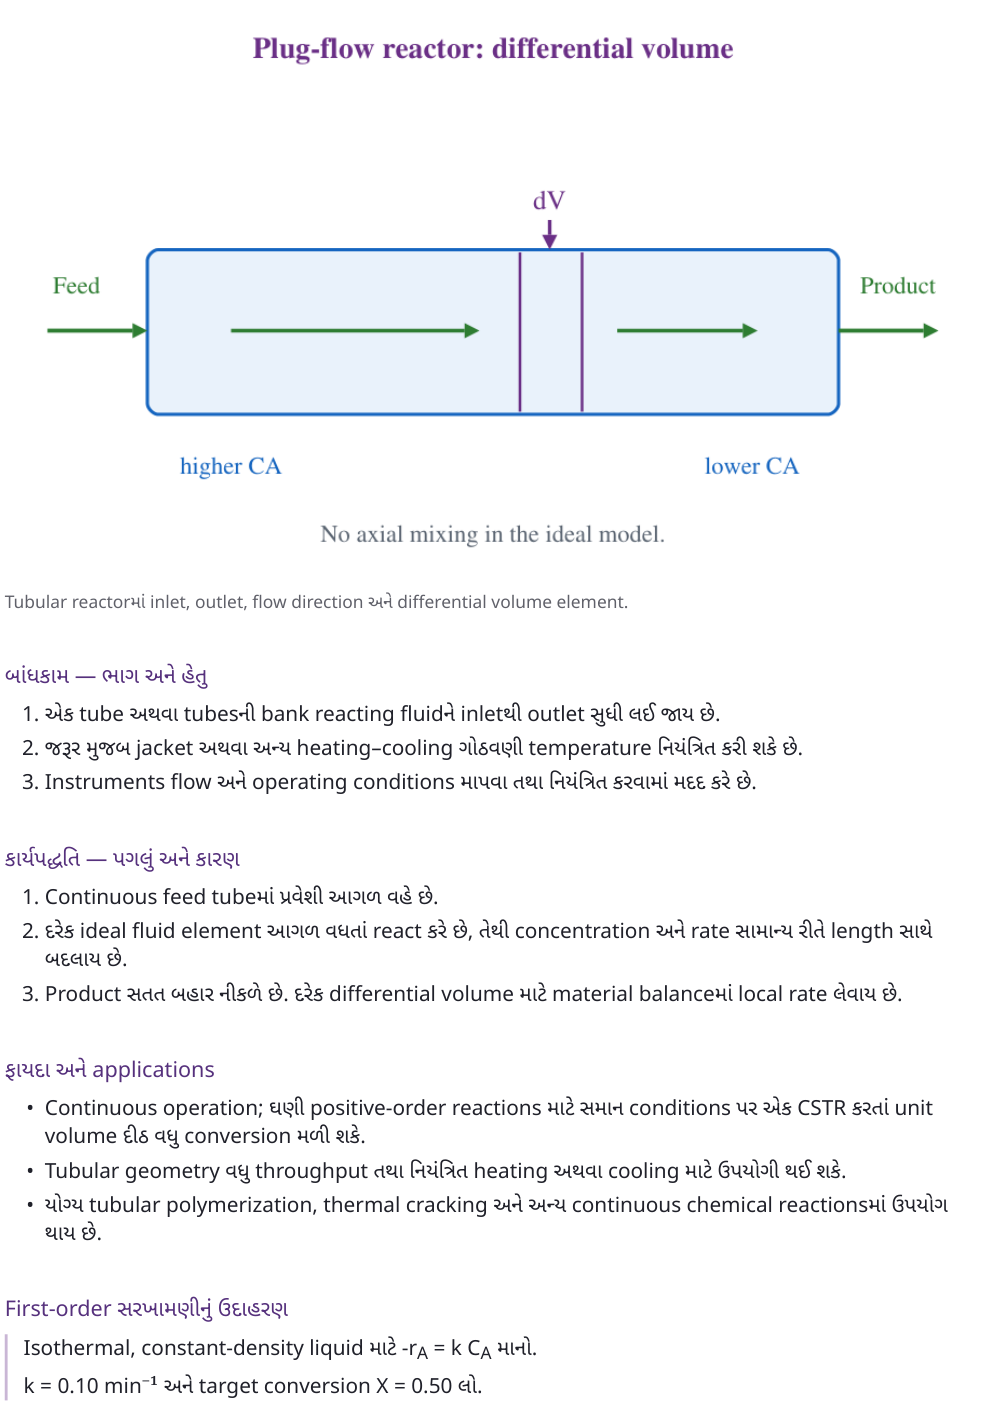 Plug-flow reactor: differential volume
dV
Feed
Product
higher CA
lower CA
No axial mixing in the ideal model.
Tubular reactorમાં inlet, outlet, flow direction અને differential volume element.
બાંધકામ — ભાગ અને હેતુ
1. એક tube અથવા tubesની bank reacting fluidને inletથી outlet સુધી લઈ જાય છે.
2. જરૂર મુજબ jacket અથવા અન્ય heating–cooling ગોઠવણી temperature નિયંત્રિત કરી શકે છે.
3. Instruments flow અને operating conditions માપવા તથા નિયંત્રિત કરવામાં મદદ કરે છે.
કાર્યપદ્ધતિ — પગલું અને કારણ
1. Continuous feed tubeમાં પ્રવેશી આગળ વહે છે.
2. દરેક ideal fluid element આગળ વધતાં react કરે છે, તેથી concentration અને rate સામાન્ય રીતે length સાથે
બદલાય છે.
3. Product સતત બહાર નીકળે છે. દરેક differential volume માટે material balanceમાં local rate લેવાય છે.
ફાયદા અને applications
• Continuous operation; ઘણી positive-order reactions માટે સમાન conditions પર એક CSTR કરતાં unit
volume દીઠ વધુ conversion મળી શકે.
• Tubular geometry વધુ throughput તથા નિયંત્રિત heating અથવા cooling માટે ઉપયોગી થઈ શકે.
• યોગ્ય tubular polymerization, thermal cracking અને અન્ય continuous chemical reactionsમાં ઉપયોગ
થાય છે.
First-order સરખામણીનું ઉદાહરણ
Isothermal, constant-density liquid માટે -r<sub>A</sub> = k C<sub>A</sub> માનો.
k = 0.10 min⁻¹ અને target conversion X = 0.50 લો.